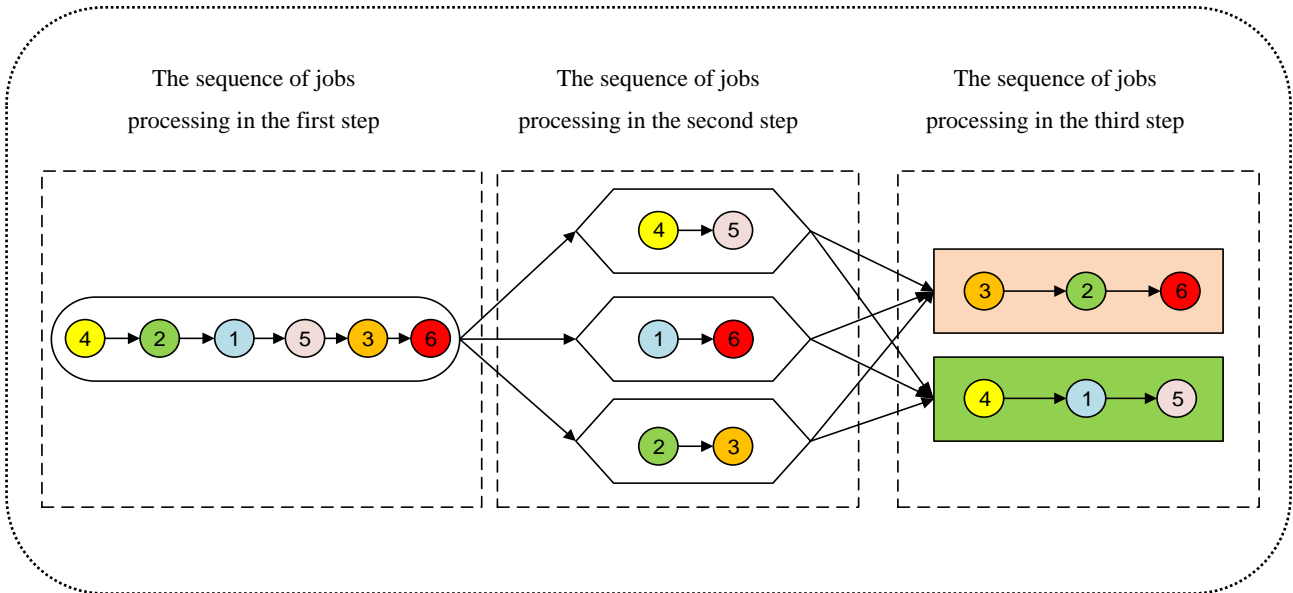 The sequence of jobs
processing in the first step
The sequence of jobs
processing in the second step
The sequence of jobs
processing in the third step
4 2 1 5 3 6
4 5
1 6
2 3
3 2 6
4 1 5